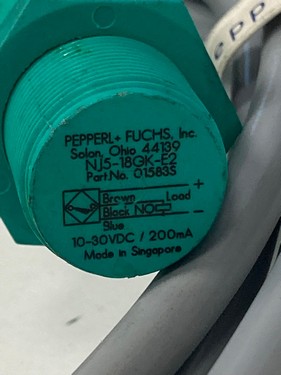 PEPPERL+ FUCHS, Inc.
Solon, Ohio 44139
NJ5-18GK-E2
Part.No. 01583S
Brown Load +
Black NO -
Blue
10-30VDC / 200mA
Made in Singapore
EPP